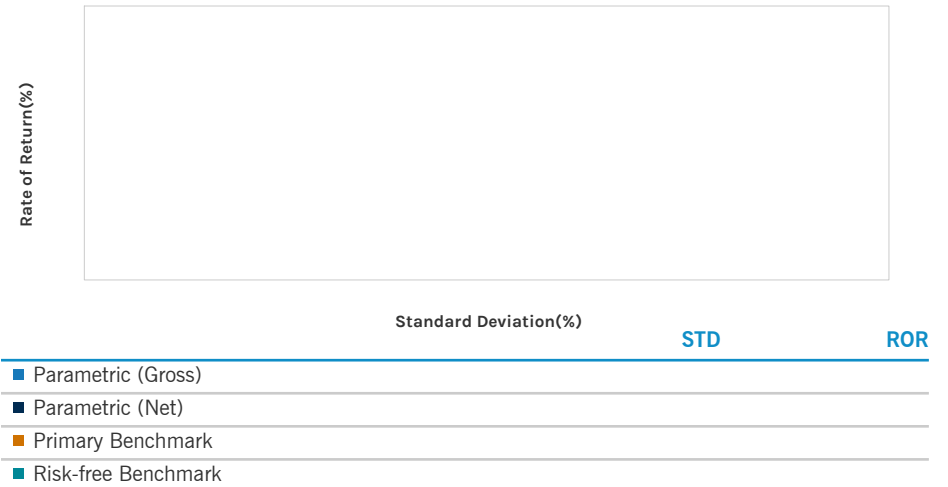 Rate of Return(%)
Standard Deviation(%)
STD ROR
Parametric (Gross)
Parametric (Net)
Primary Benchmark
Risk-free Benchmark